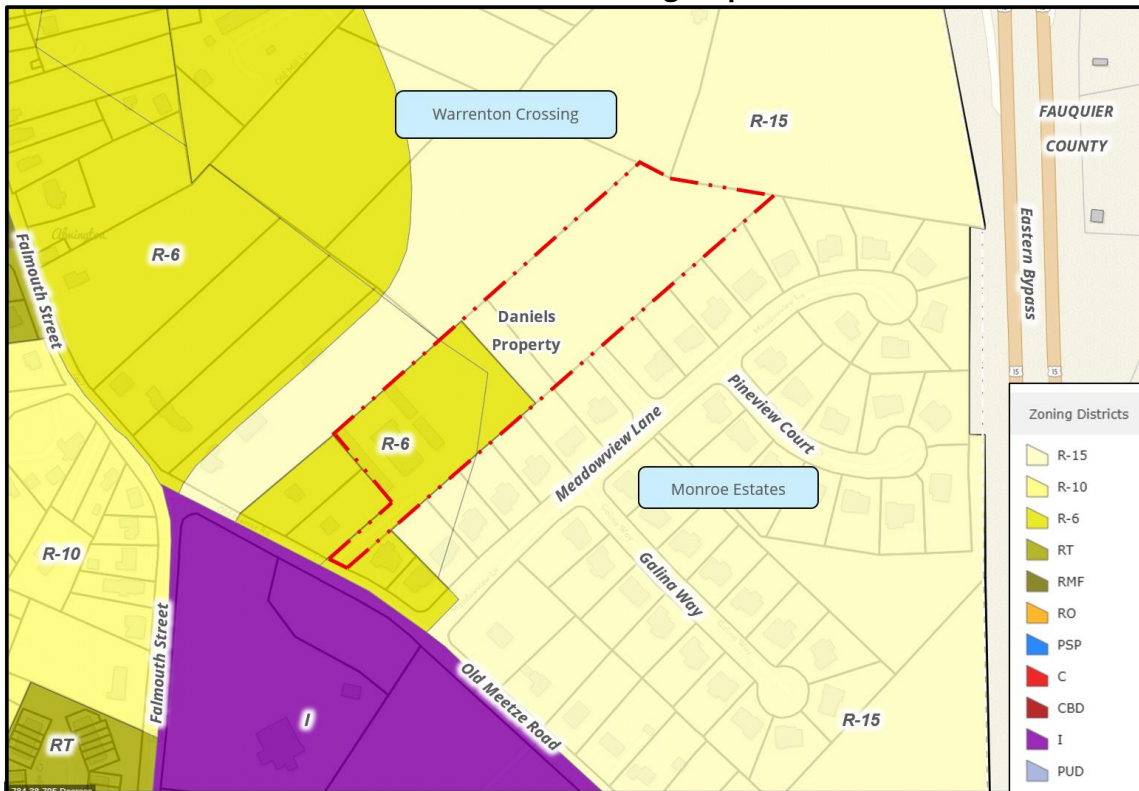 Warrenton Crossing
R-15
FAUQUIER
COUNTY
Falmouth Street
R-6
Eastern Bypass
Daniels
Property
15
15
Zoning Districts
R-15
R-10
R-6
RT
RMF
RO
PSP
C
CBD
I
PUD
R-6
Meadowview Lane
Pineview Court
Monroe Estates
R-10
Galina Way
Falmouth Street
Old Meetze Road
I
R-15
RT